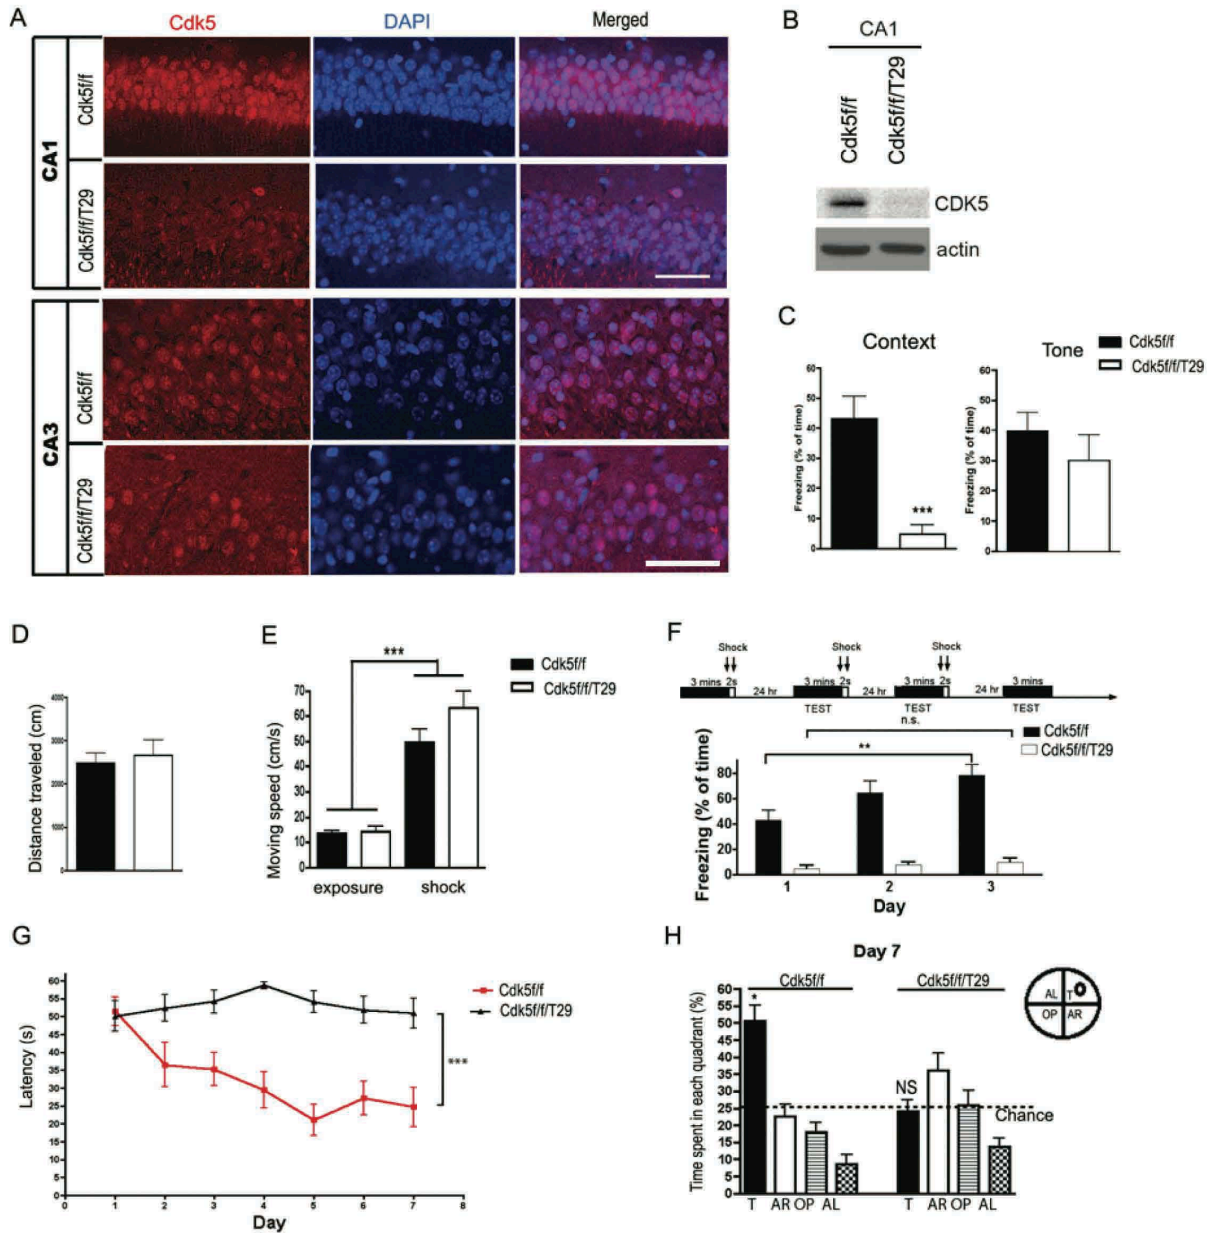 A
Cdk5
DAPI
Merged
CA1
Cdk5f/f
Cdk5f/f/T29
CA3
Cdk5f/f
Cdk5f/f/T29
B
CA1
Cdk5f/f
Cdk5f/f/T29
CDK5
actin
C
Context
Tone
Cdk5f/f
Cdk5f/f/T29
Freezing (% of time)
60
50
40
30
20
10
0
***
Freezing (% of time)
60
50
40
30
20
10
0
D
Distance traveled (cm)
4000
3000
2000
1000
0
E
***
Cdk5f/f
Cdk5f/f/T29
Moving speed (cm/s)
70
60
50
40
30
20
10
0
exposure shock
F
Shock Shock Shock
3 mins 2s 24 hr 3 mins 2s 24 hr 3 mins 2s 24 hr 3 mins
TEST TEST TEST
n.s.
Cdk5f/f
Cdk5f/f/T29
**
Freezing (% of time)
80
60
40
20
0
1 2 3
Day
G
Cdk5f/f
Cdk5f/f/T29
Latency (s)
60
55
50
45
40
35
30
25
20
15
10
5
0
***
0 1 2 3 4 5 6 7 8
Day
H
Day 7
Cdk5f/f Cdk5f/f/T29
AL T
OP AR
Time spent in each quadrant (%)
60
55
50
45
40
35
30
25
20
15
10
5
0
*
NS
Chance
T AR OP AL T AR OP AL